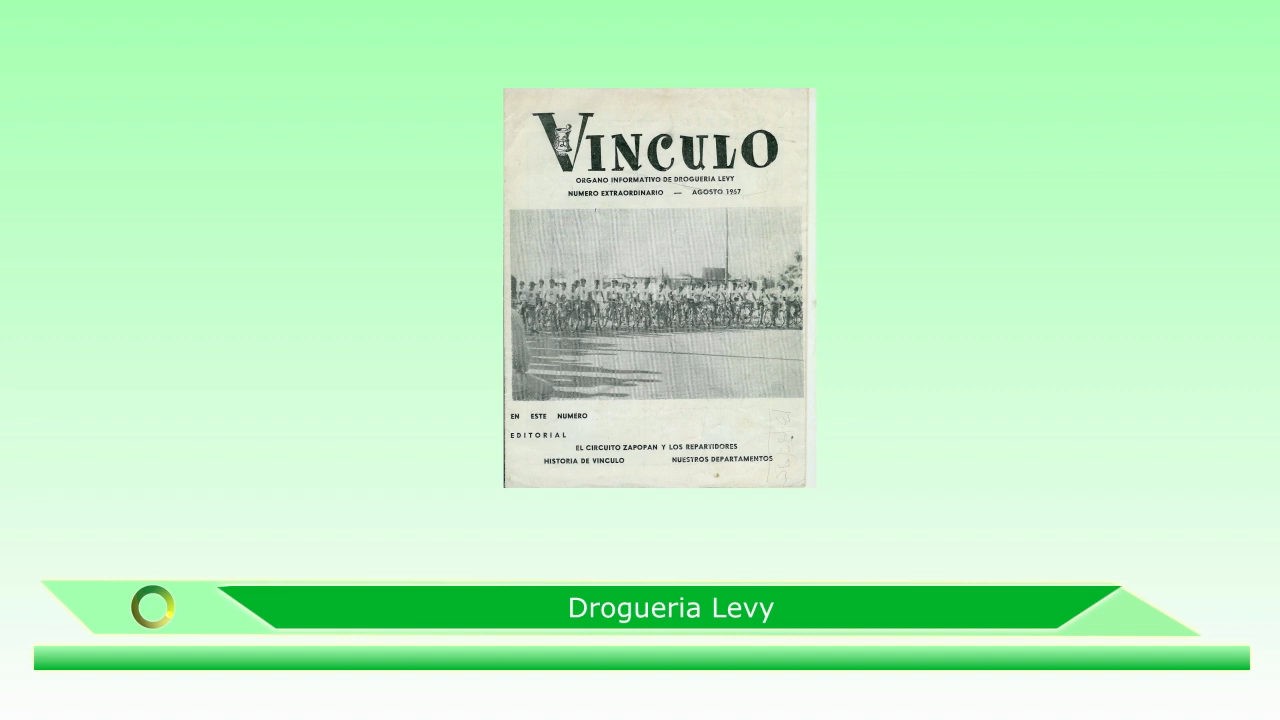 VINCULO
ORGANO INFORMATIVO DE DROGUERIA LEVY
NUMERO EXTRAORDINARIO — AGOSTO 1957
EN ESTE NUMERO
EDITORIAL
EL CIRCUITO ZAPOPAN Y LOS REPARTIDORES
HISTORIA DE VINCULO NUESTROS DEPARTAMENTOS
Drogueria Levy